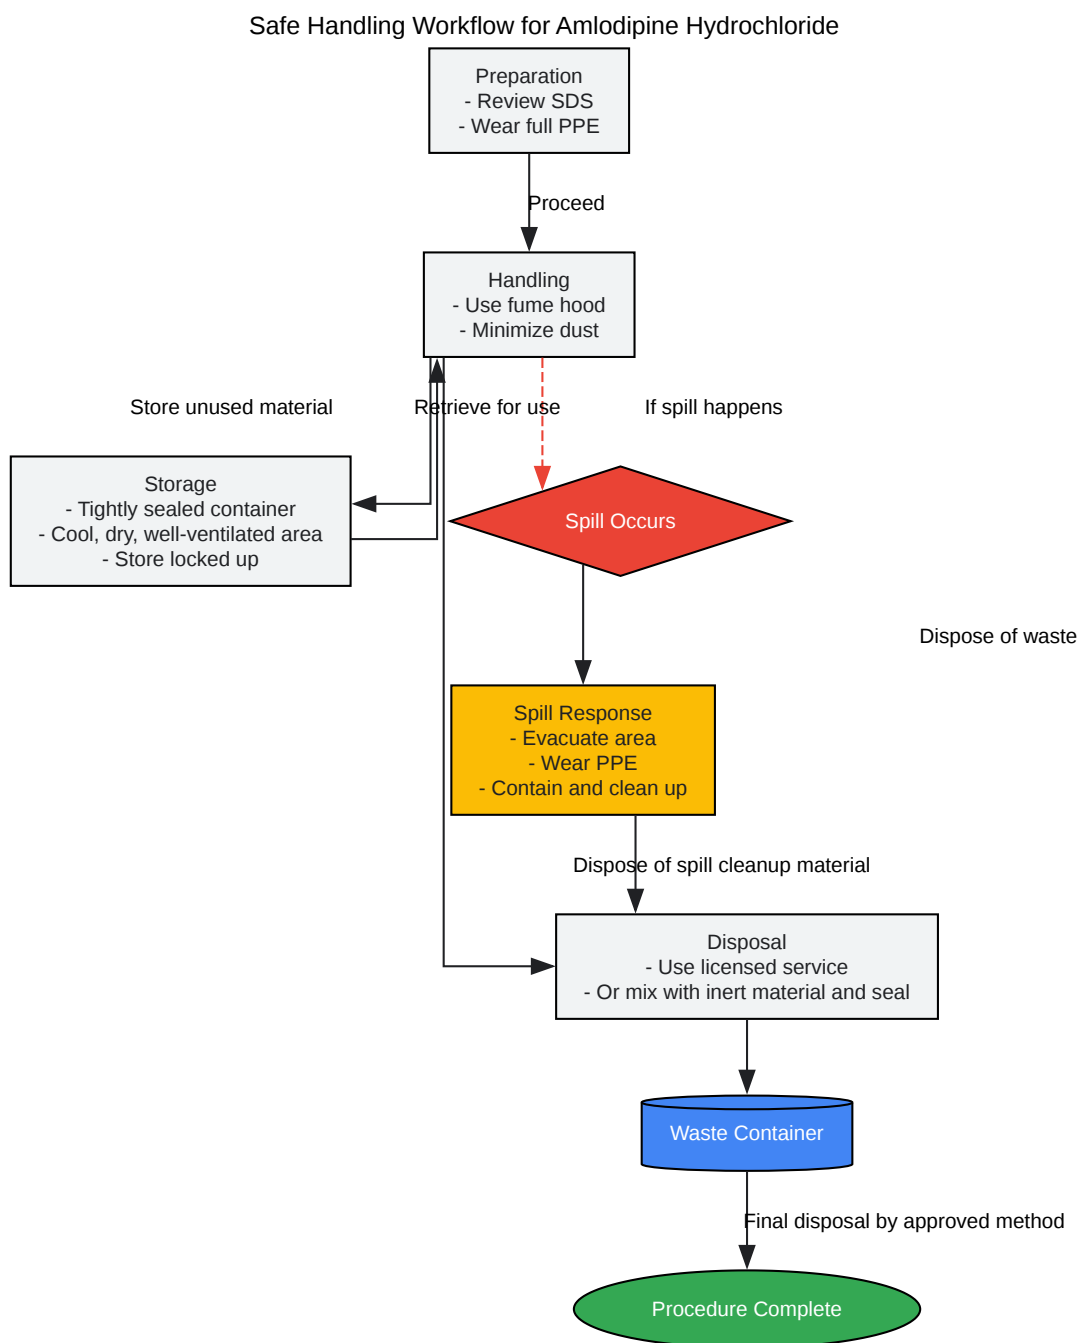 Safe Handling Workflow for Amlodipine Hydrochloride
Preparation
- Review SDS
- Wear full PPE
Proceed
Handling
- Use fume hood
- Minimize dust
Store unused material
Retrieve for use
If spill happens
Storage
- Tightly sealed container
- Cool, dry, well-ventilated area
- Store locked up
Spill Occurs
Dispose of waste
Spill Response
- Evacuate area
- Wear PPE
- Contain and clean up
Dispose of spill cleanup material
Disposal
- Use licensed service
- Or mix with inert material and seal
Waste Container
Final disposal by approved method
Procedure Complete